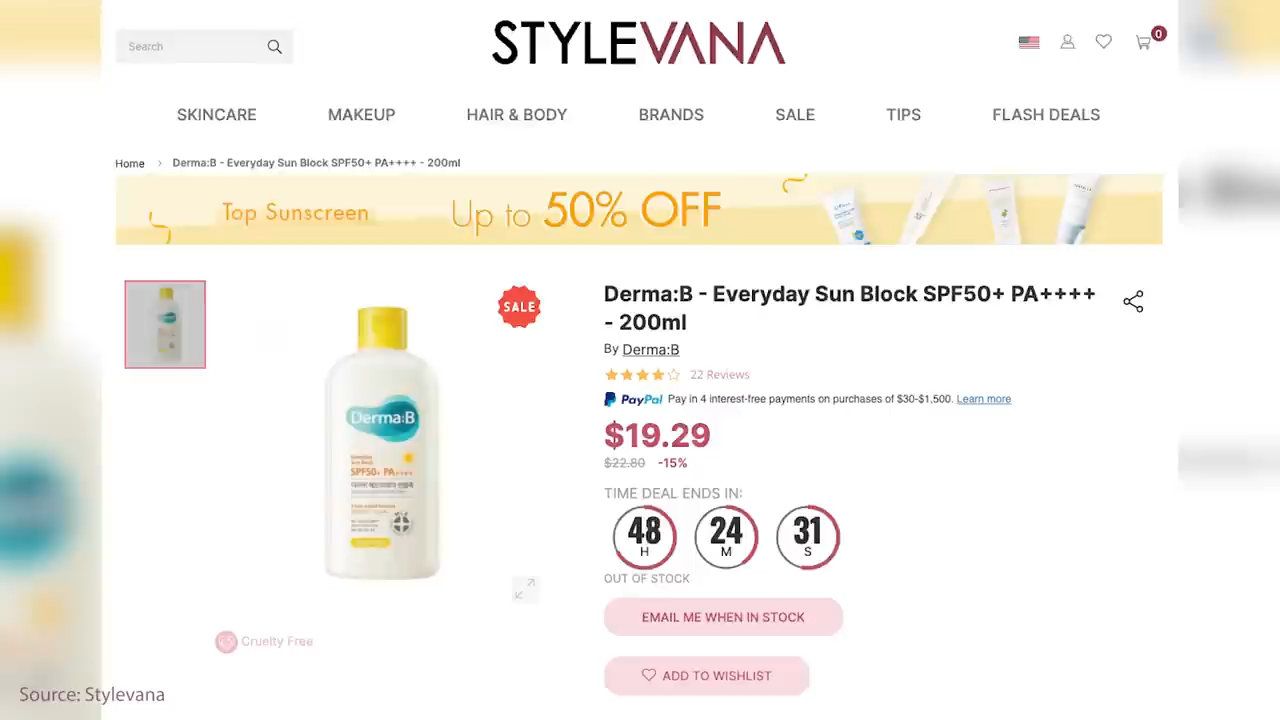 Search
STYLEVANA
0
SKINCARE
MAKEUP
HAIR & BODY
BRANDS
SALE
TIPS
FLASH DEALS
Home > Derma:B - Everyday Sun Block SPF50+ PA++++ - 200ml
Top Sunscreen
Up to 50% OFF
SALE
Derma:B
SPF50+ PA++++
Derma:B - Everyday Sun Block SPF50+ PA++++
- 200ml
By Derma:B
22 Reviews
PayPal Pay in 4 interest-free payments on purchases of $30-$1,500. Learn more
$19.29
$22.80 -15%
TIME DEAL ENDS IN:
48
H
24
M
31
S
OUT OF STOCK
EMAIL ME WHEN IN STOCK
Cruelty Free
ADD TO WISHLIST
Source: Stylevana